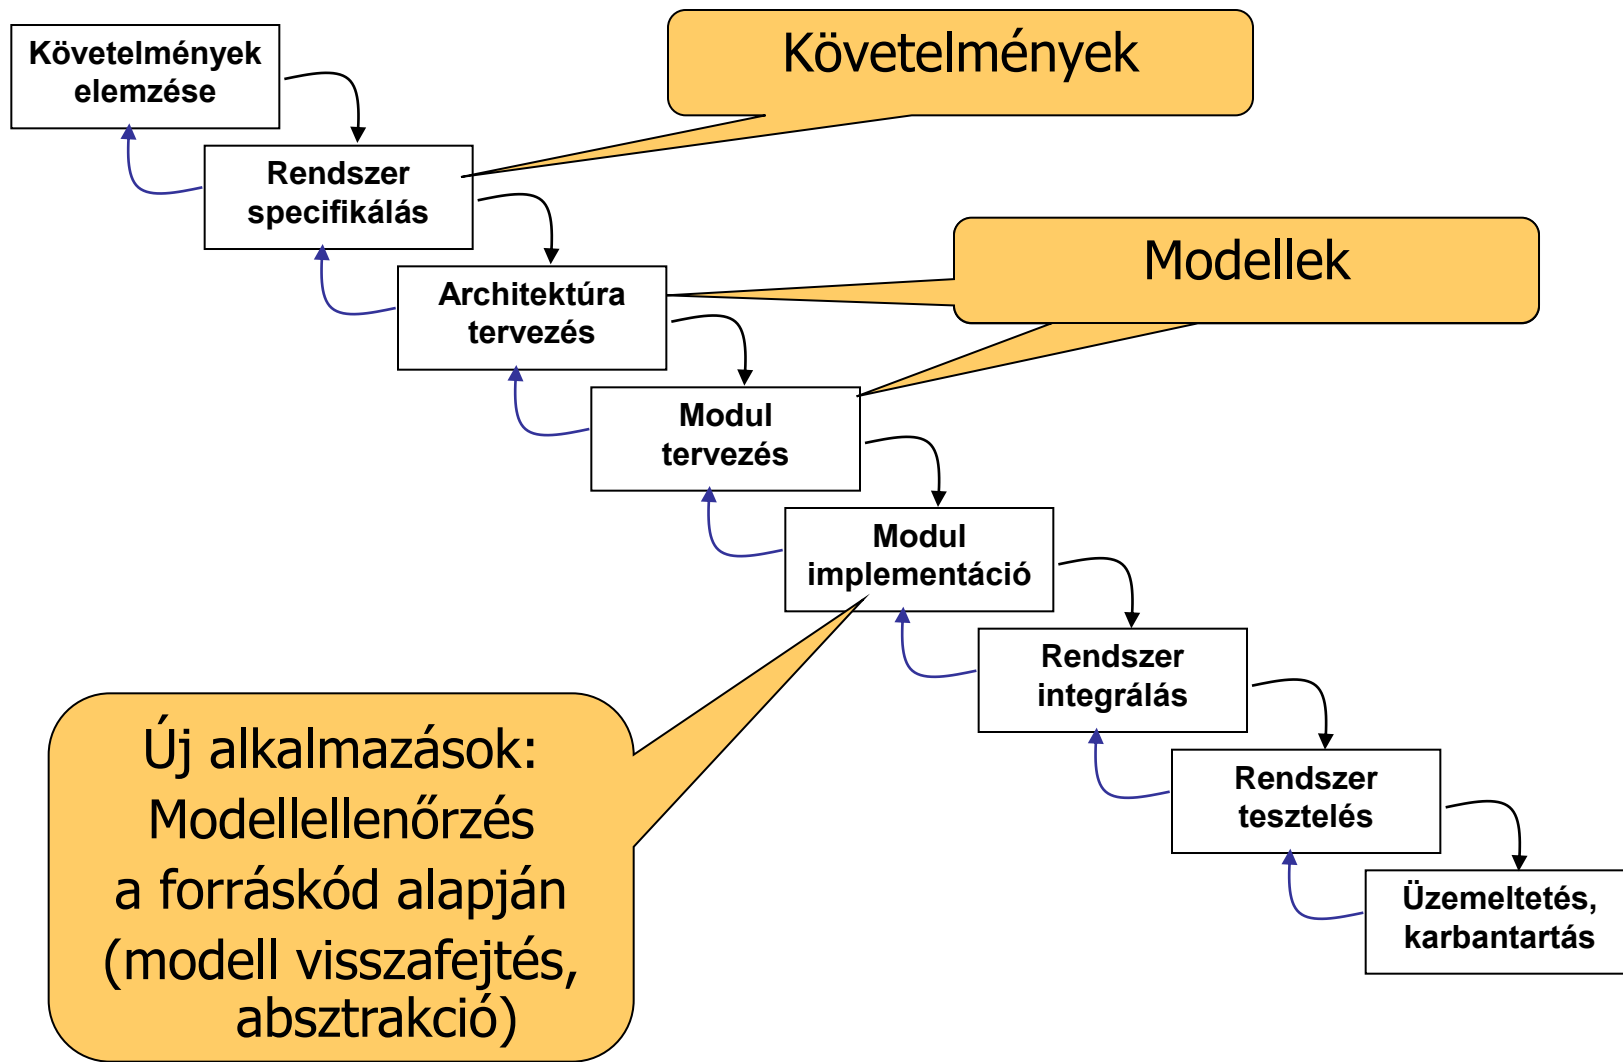 Követelmények
elemzése
Követelmények
Rendszer
specifikálás
Modellek
Architektúra
tervezés
Modul
tervezés
Modul
implementáció
Rendszer
integrálás
Új alkalmazások:
Modellellenőrzés
a forráskód alapján
(modell visszafejtés,
absztrakció)
Rendszer
tesztelés
Üzemeltetés,
karbantartás